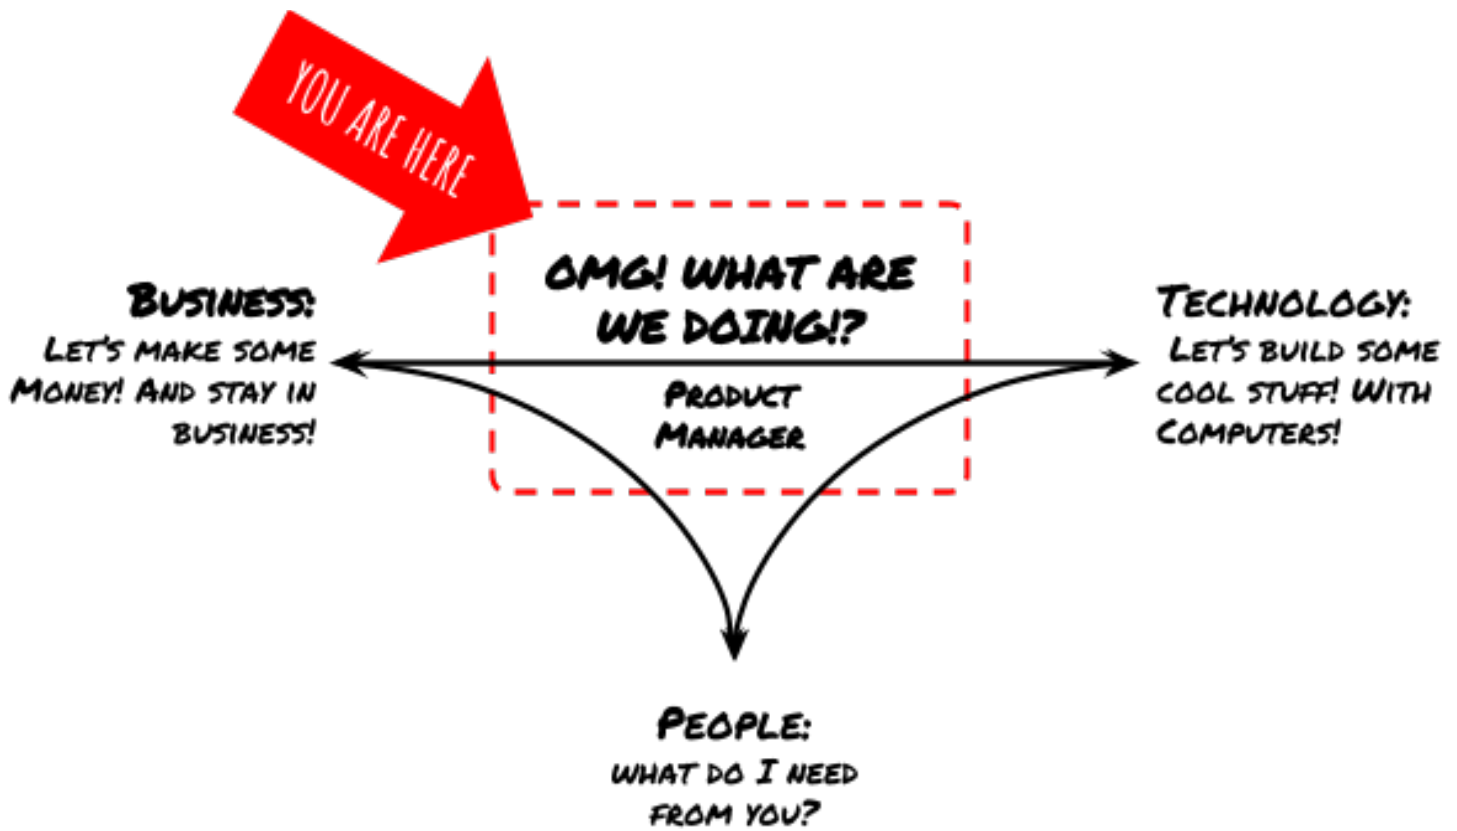 YOU ARE HERE
OMG! WHAT ARE
WE DOING!?
PRODUCT
MANAGER
BUSINESS:
LET'S MAKE SOME
MONEY! AND STAY IN
BUSINESS!
TECHNOLOGY:
LET'S BUILD SOME
COOL STUFF! WITH
COMPUTERS!
PEOPLE:
WHAT DO I NEED
FROM YOU?